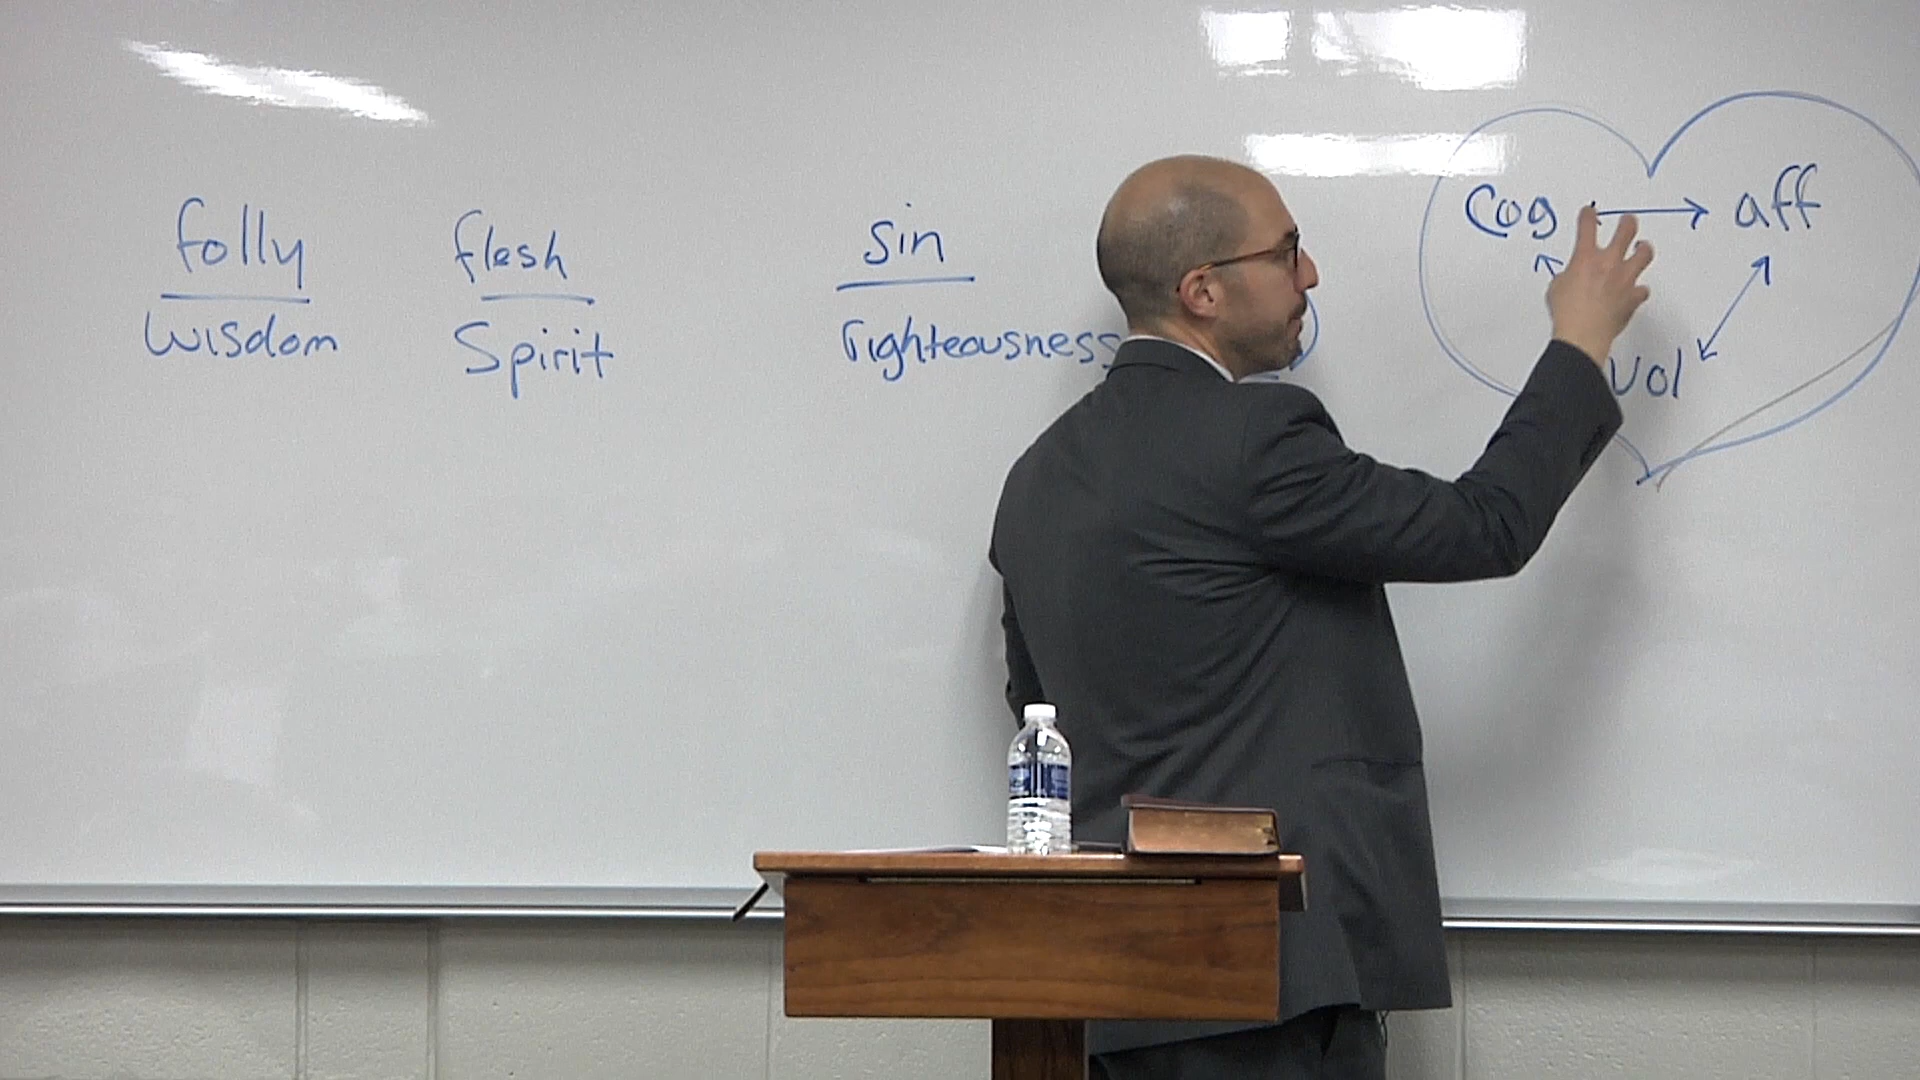 folly
wisdom
flesh
Spirit
sin
righteousness
cog
aff
vol